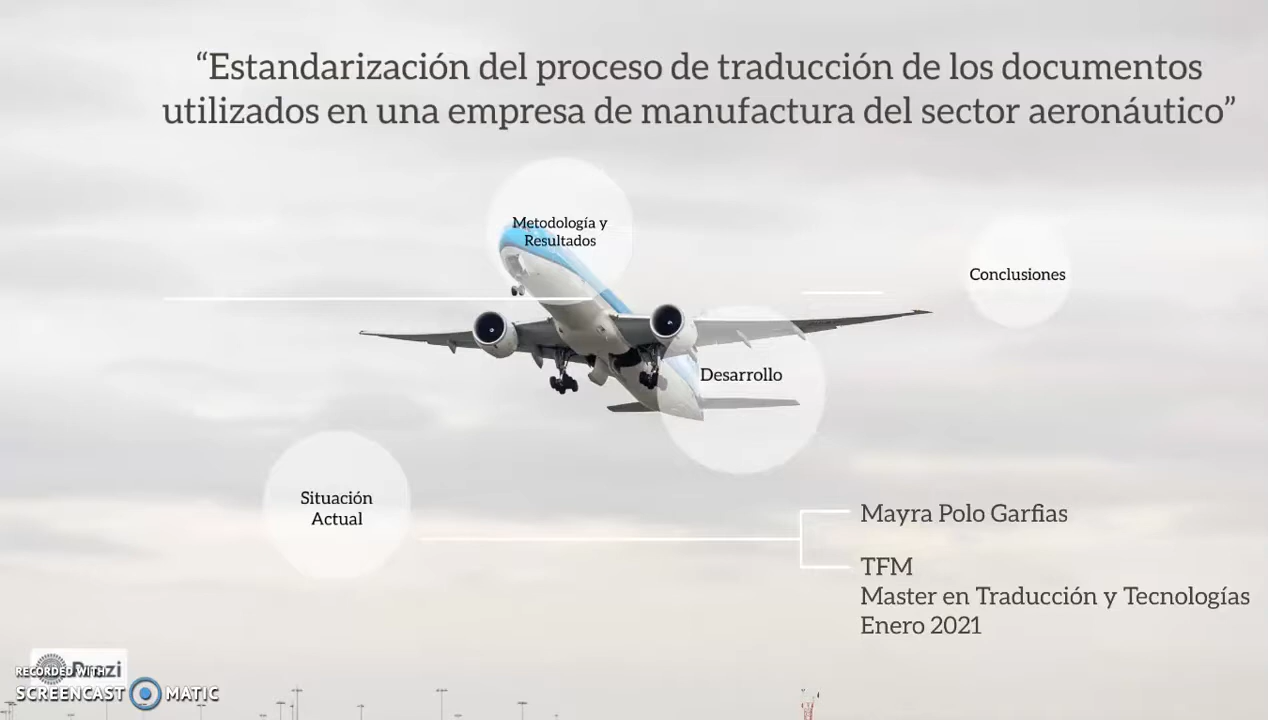 “Estandarización del proceso de traducción de los documentos
utilizados en una empresa de manufactura del sector aeronáutico”
Metodología y
Resultados
Conclusiones
Desarrollo
Situación
Actual
Mayra Polo Garfias
TFM
Master en Traducción y Tecnologías
Enero 2021
Prezi
RECORDED WITH
SCREENCAST MATIC